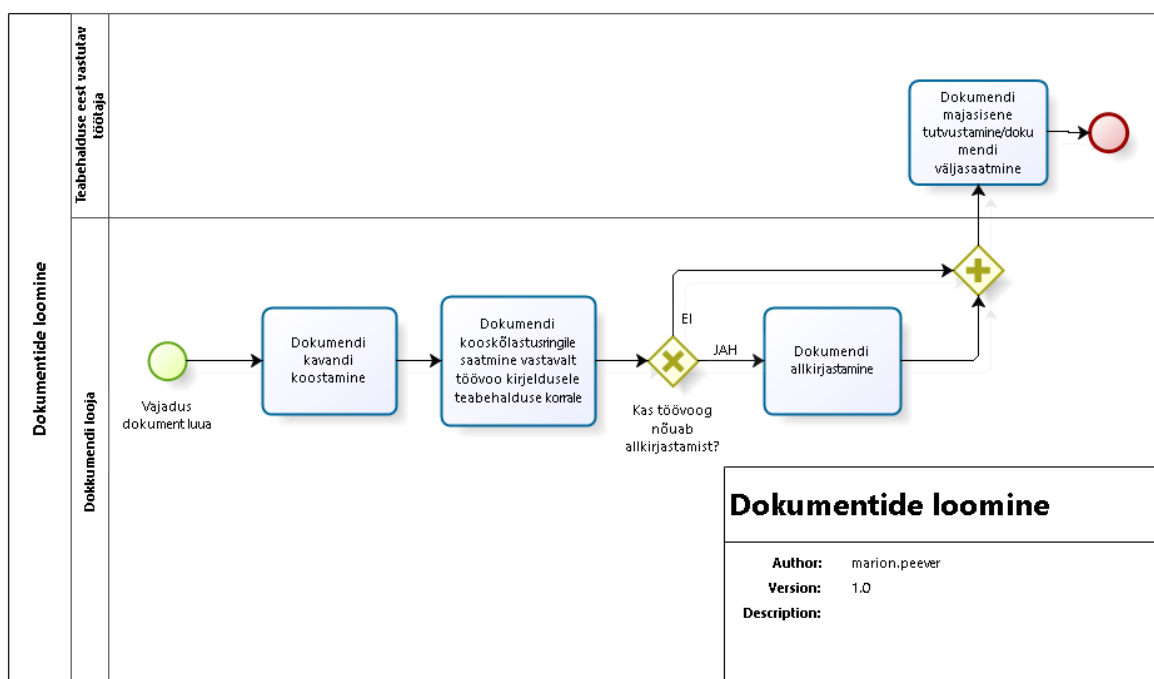 Dokumentide loomine
Teabehalduse eest vastutav
töötaja
Dokkumendi looja
Dokumendi
majasisene
tutvustamine/doku
mendi
väljasaatmine
Vajadus
dokument luua
Dokumendi
kavandi
koostamine
Dokumendi
kooskõlastusringile
saatmine vastavalt
töövoo kirjeldusele
teabehalduse korrale
EI
JAH
Kas töövoog
nõuab
allkirjastamist?
Dokumendi
allkirjastamine
Dokumentide loomine
Author: marion.peever
Version: 1.0
Description: